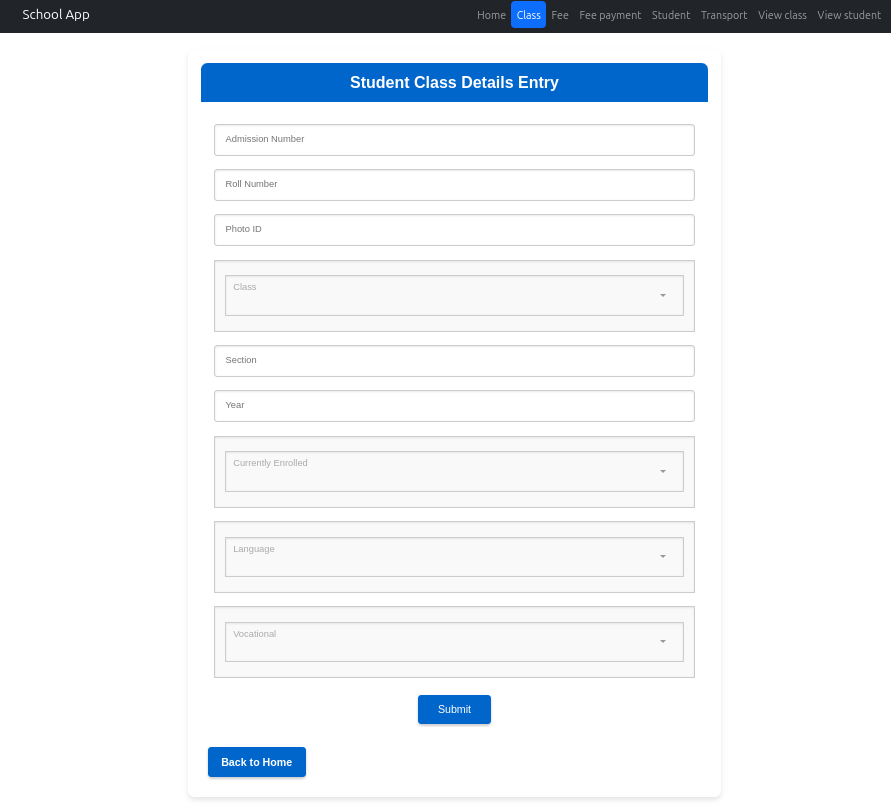 School App Home Class Fee Fee payment Student Transport View class View student
Student Class Details Entry
Admission Number
Roll Number
Photo ID
Class
Section
Year
Currently Enrolled
Language
Vocational
Submit
Back to Home